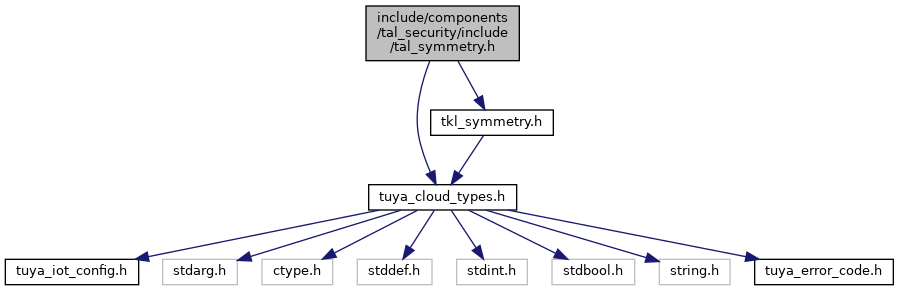 include/components
/tal_security/include
/tal_symmetry.h
tkl_symmetry.h
tuya_cloud_types.h
tuya_iot_config.h
stdarg.h
ctype.h
stddef.h
stdint.h
stdbool.h
string.h
tuya_error_code.h